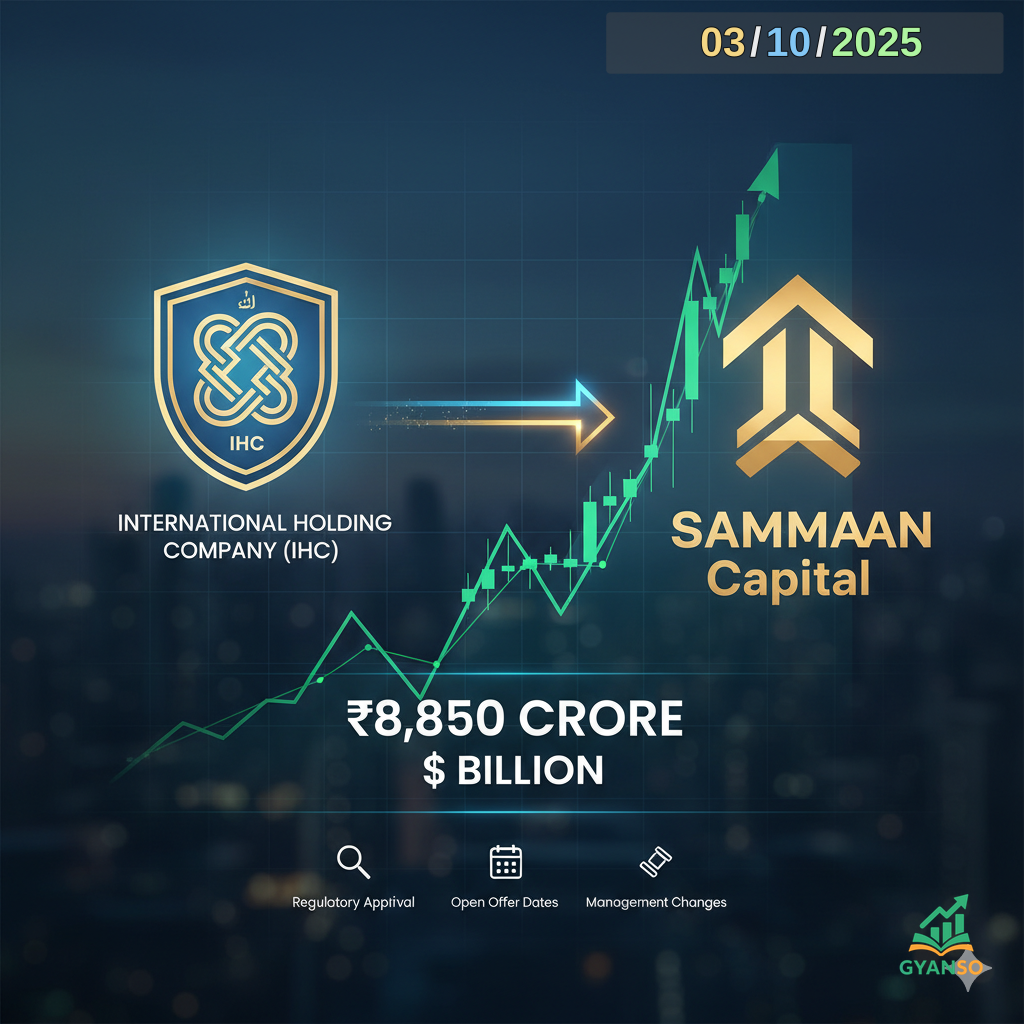 03/10/2025
IHC
INTERNATIONAL HOLDING
COMPANY (IHC)
SAMMAAN
Capital
₹8,850 CRORE
$ BILLION
Regulatory Apptival
Open Offer Dates
Management Changes
GYANSO